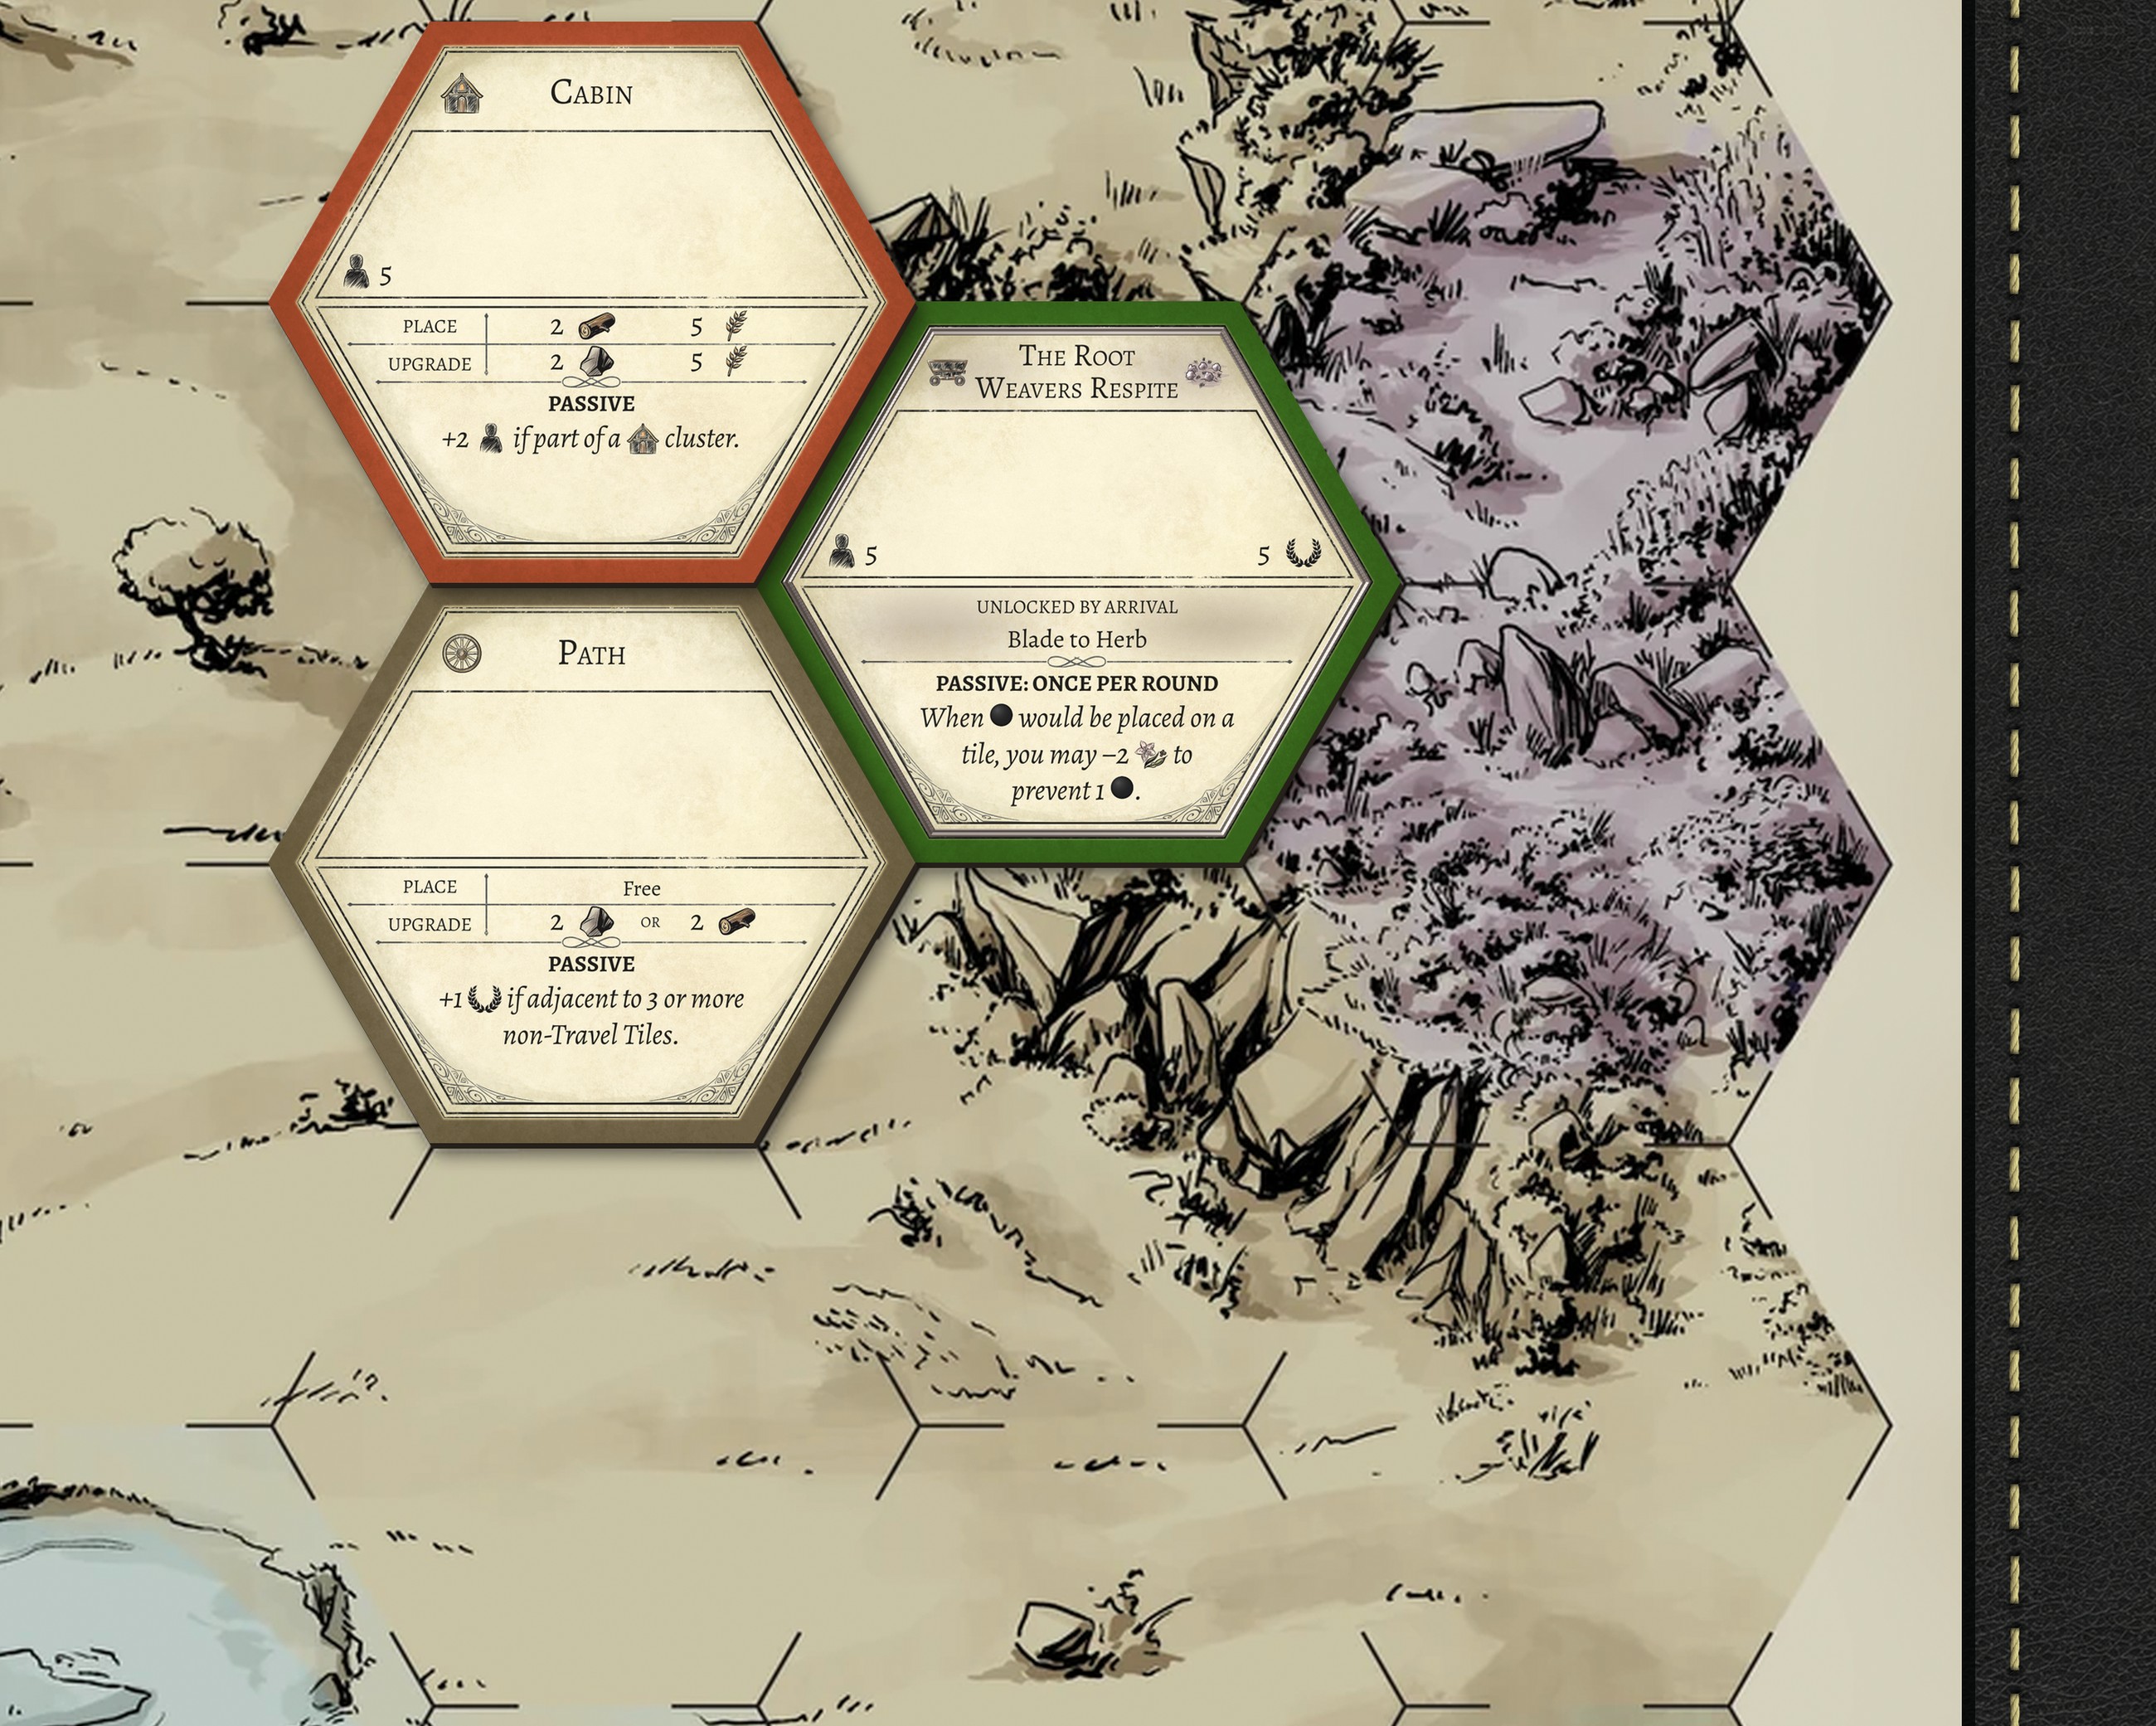 Cabin
5
PLACE 2 5
UPGRADE 2 5
PASSIVE
+2 if part of a cluster.
The Root
Weavers Respite
5 5
UNLOCKED BY ARRIVAL
Blade to Herb
PASSIVE: ONCE PER ROUND
When would be placed on a
tile, you may –2 to
prevent 1 .
Path
PLACE Free
UPGRADE 2 OR 2
PASSIVE
+1 if adjacent to 3 or more
non-Travel Tiles.